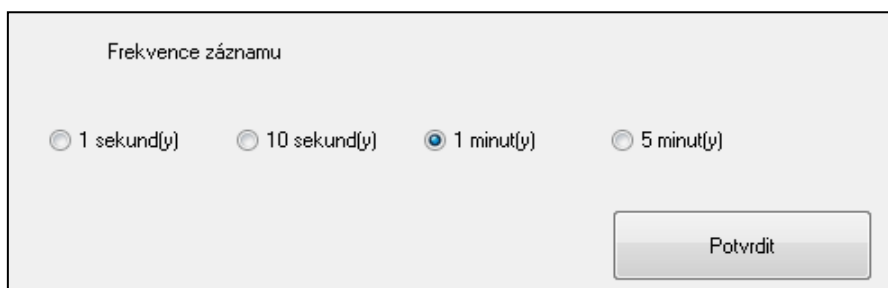 Frekvence záznamu
1 sekund(y) 10 sekund(y) 1 minut(y) 5 minut(y)
Potvrdit